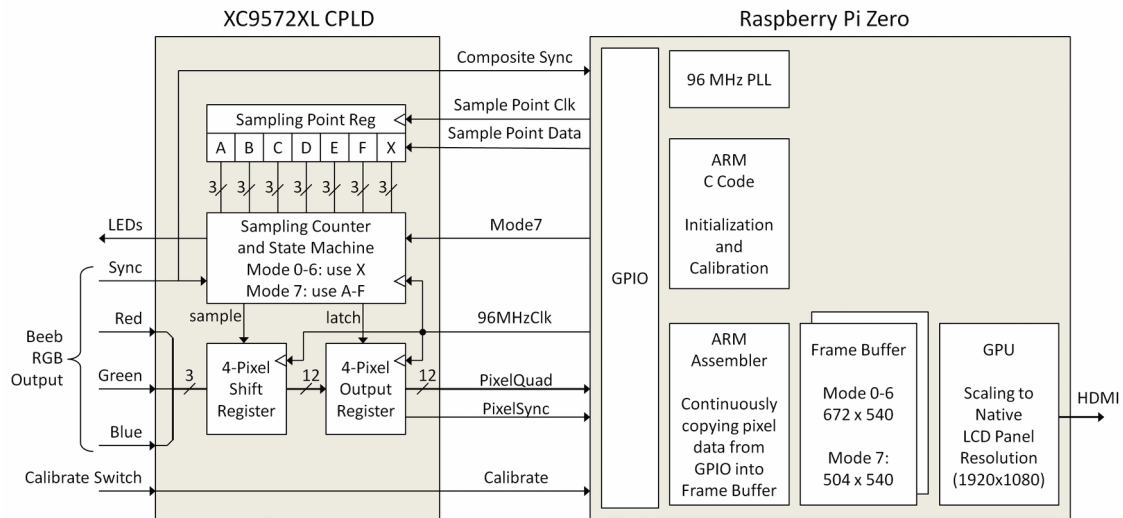 XC9572XL CPLD
Raspberry Pi Zero
Composite Sync
Sample Point Clk
Sample Point Data
Sampling Point Reg
A B C D E F X
3 3 3 3 3 3 3
LEDs
Sampling Counter
and State Machine
Mode 0-6: use X
Mode 7: use A-F
Mode7
Sync
sample
latch
96MHzClk
Beeb
RGB
Output
Red
Green
Blue
3
4-Pixel
Shift
Register
12
4-Pixel
Output
Register
12
PixelQuad
PixelSync
Calibrate Switch
Calibrate
GPIO
96 MHz PLL
ARM
C Code
Initialization
and
Calibration
ARM
Assembler
Continuously
copying pixel
data from
GPIO into
Frame Buffer
Frame Buffer
Mode 0-6
672 x 540
Mode 7:
504 x 540
GPU
Scaling to
Native
LCD Panel
Resolution
(1920x1080)
HDMI